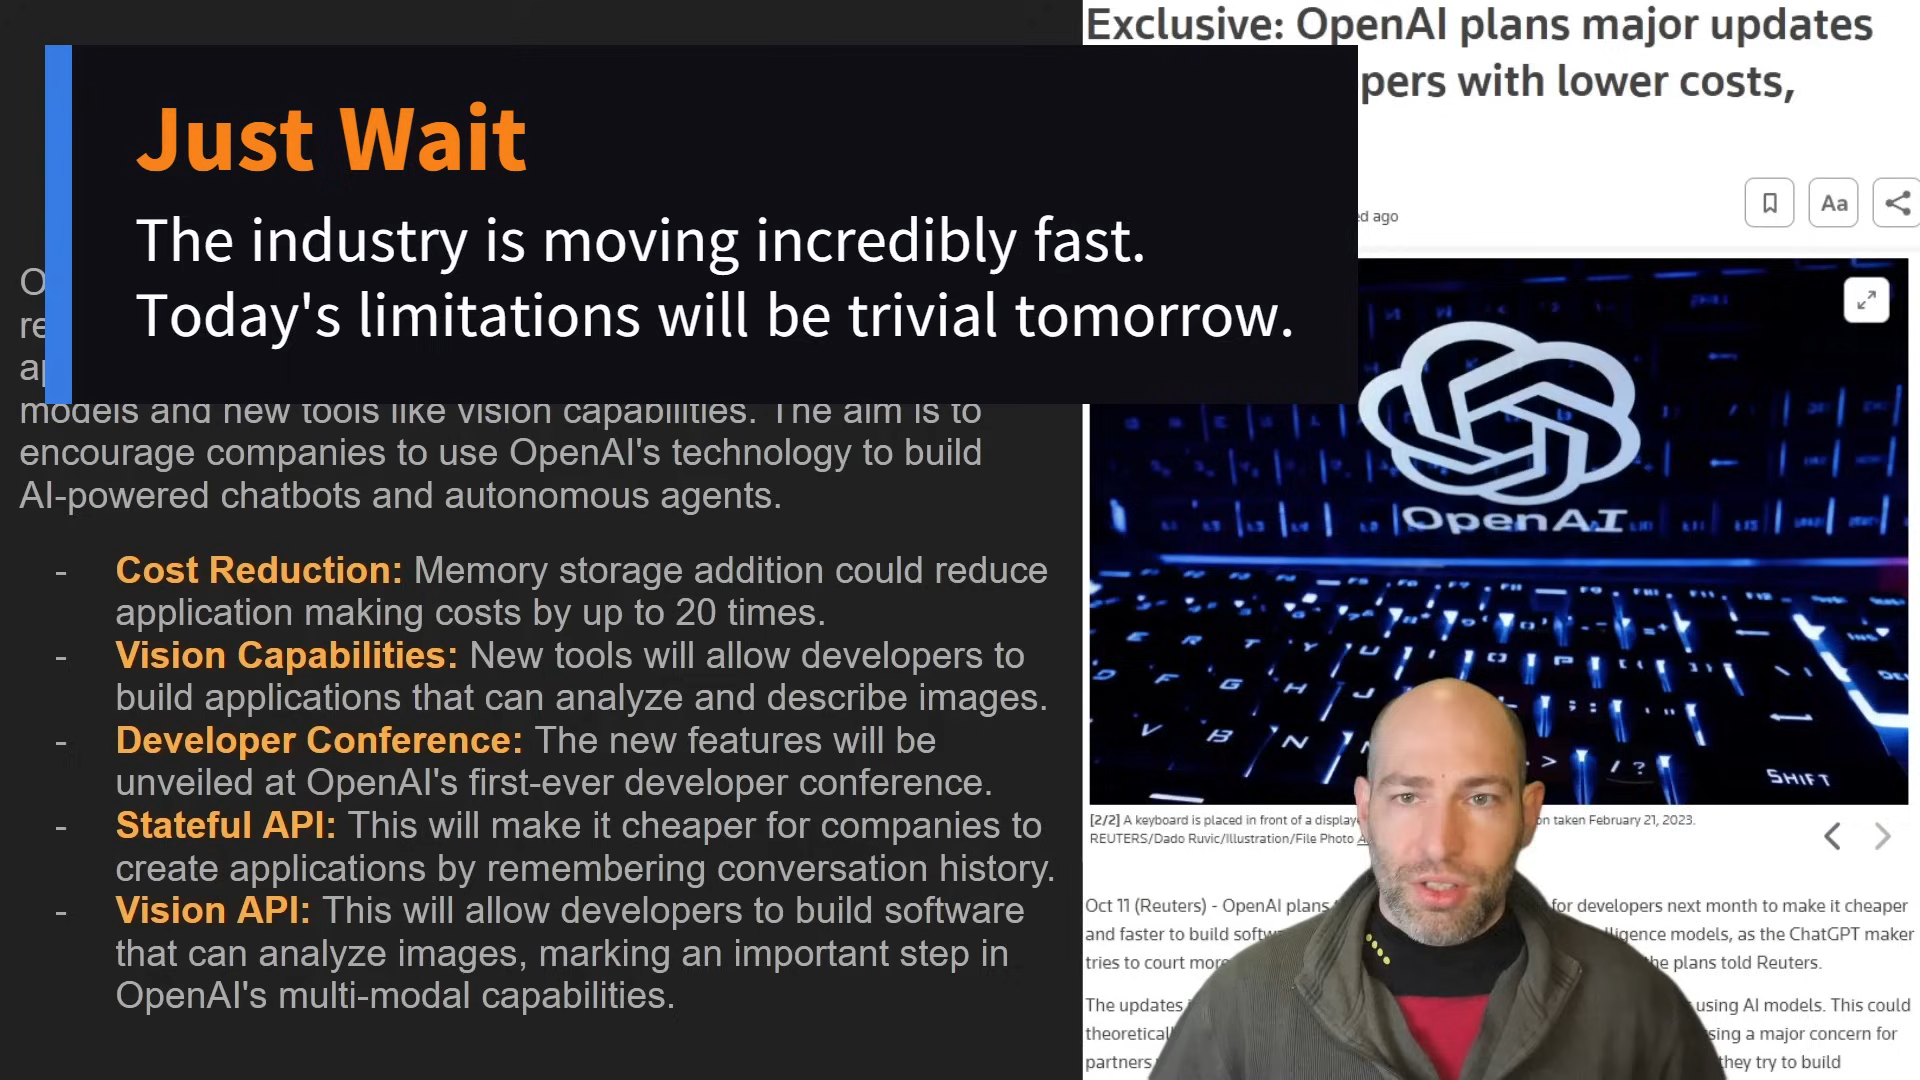 Just Wait
The industry is moving incredibly fast.
Today's limitations will be trivial tomorrow.
models and new tools like vision capabilities. The aim is to
encourage companies to use OpenAI's technology to build
AI-powered chatbots and autonomous agents.
- Cost Reduction: Memory storage addition could reduce
application making costs by up to 20 times.
- Vision Capabilities: New tools will allow developers to
build applications that can analyze and describe images.
- Developer Conference: The new features will be
unveiled at OpenAI's first-ever developer conference.
- Stateful API: This will make it cheaper for companies to
create applications by remembering conversation history.
- Vision API: This will allow developers to build software
that can analyze images, marking an important step in
OpenAI's multi-modal capabilities.
Exclusive: OpenAI plans major updates
with lower costs,
ago
Aa
OpenAI
SHIFT
[2/2] A keyboard is placed in front of a taken February 21, 2023.
REUTERS/Dado Ruvic/Illustration/File Photo
Oct 11 (Reuters) - OpenAI plans for developers next month to make it cheaper
and faster to build models, as the ChatGPT maker
tries to court the plans told Reuters.
The updates using AI models. This could
a major concern for
partners they try to build